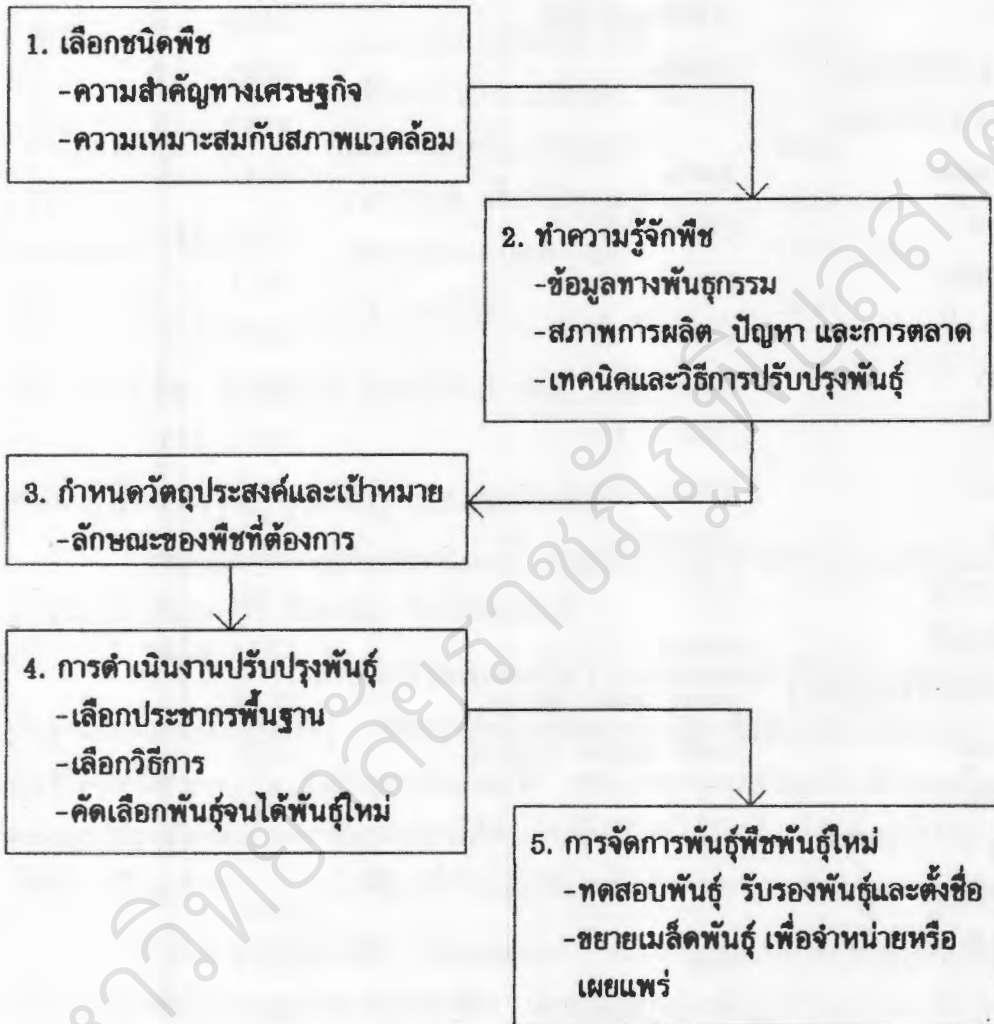 1. เลือกชนิดพืช
-ความสำคัญทางเศรษฐกิจ
-ความเหมาะสมกับสภาพแวดล้อม
2. ทำความรู้จักพืช
-ข้อมูลทางพันธุกรรม
-สภาพการผลิต ปัญหา และการตลาด
-เทคนิคและวิธีการปรับปรุงพันธุ์
3. กำหนดวัตถุประสงค์และเป้าหมาย
-ลักษณะของพืชที่ต้องการ
4. การดำเนินงานปรับปรุงพันธุ์
-เลือกประชากรพื้นฐาน
-เลือกวิธีการ
-คัดเลือกพันธุ์จนได้พันธุ์ใหม่
5. การจัดการพันธุ์พืชพันธุ์ใหม่
-ทดสอบพันธุ์ รับรองพันธุ์และตั้งชื่อ
-ขยายเมล็ดพันธุ์ เพื่อจำหน่ายหรือ
เผยแพร่